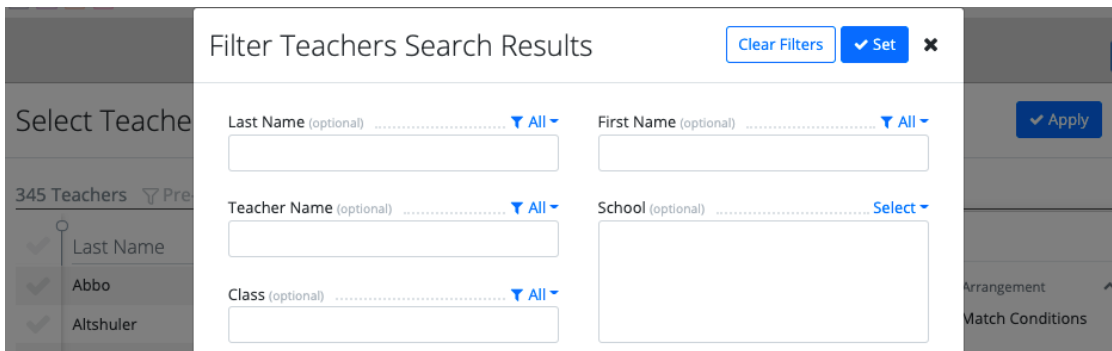 Filter Teachers Search Results
Clear Filters
Set
Select Teache
Apply
Last Name (optional) All
First Name (optional) All
345 Teachers Pre-
Teacher Name (optional) All
School (optional) Select
Last Name
Abbo
Class (optional) All
Arrangement
Altshuler
Match Conditions